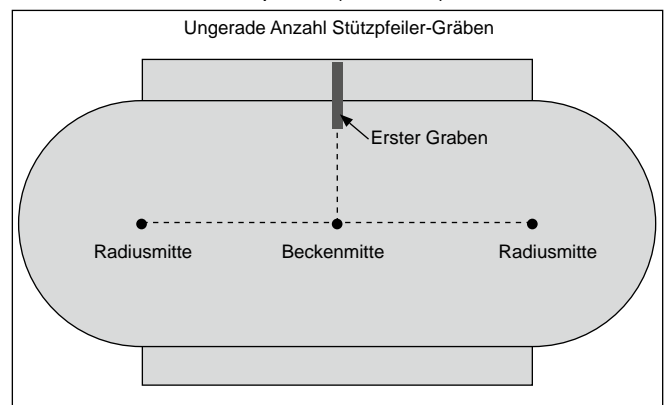 Ungerade Anzahl Stützpfeiler-Gräben
Erster Graben
Radiusmitte
Beckenmitte
Radiusmitte